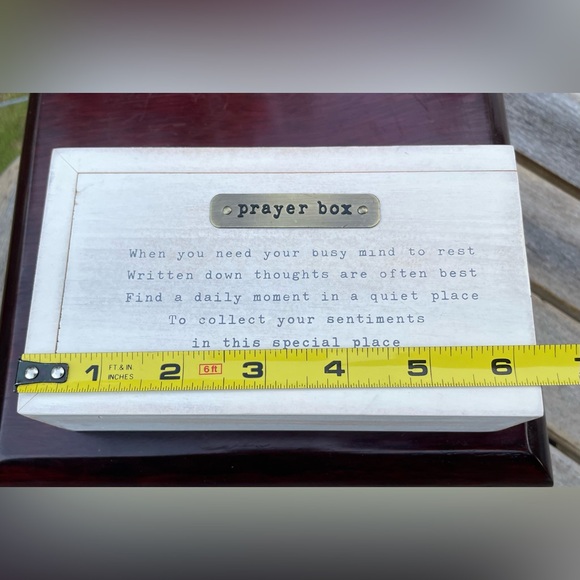 prayer box
When you need your busy mind to rest
Written down thoughts are often best
Find a daily moment in a quiet place
To collect your sentiments
in this special place
1 FT & IN. INCHES 2 6ft 3 4 5 6 7